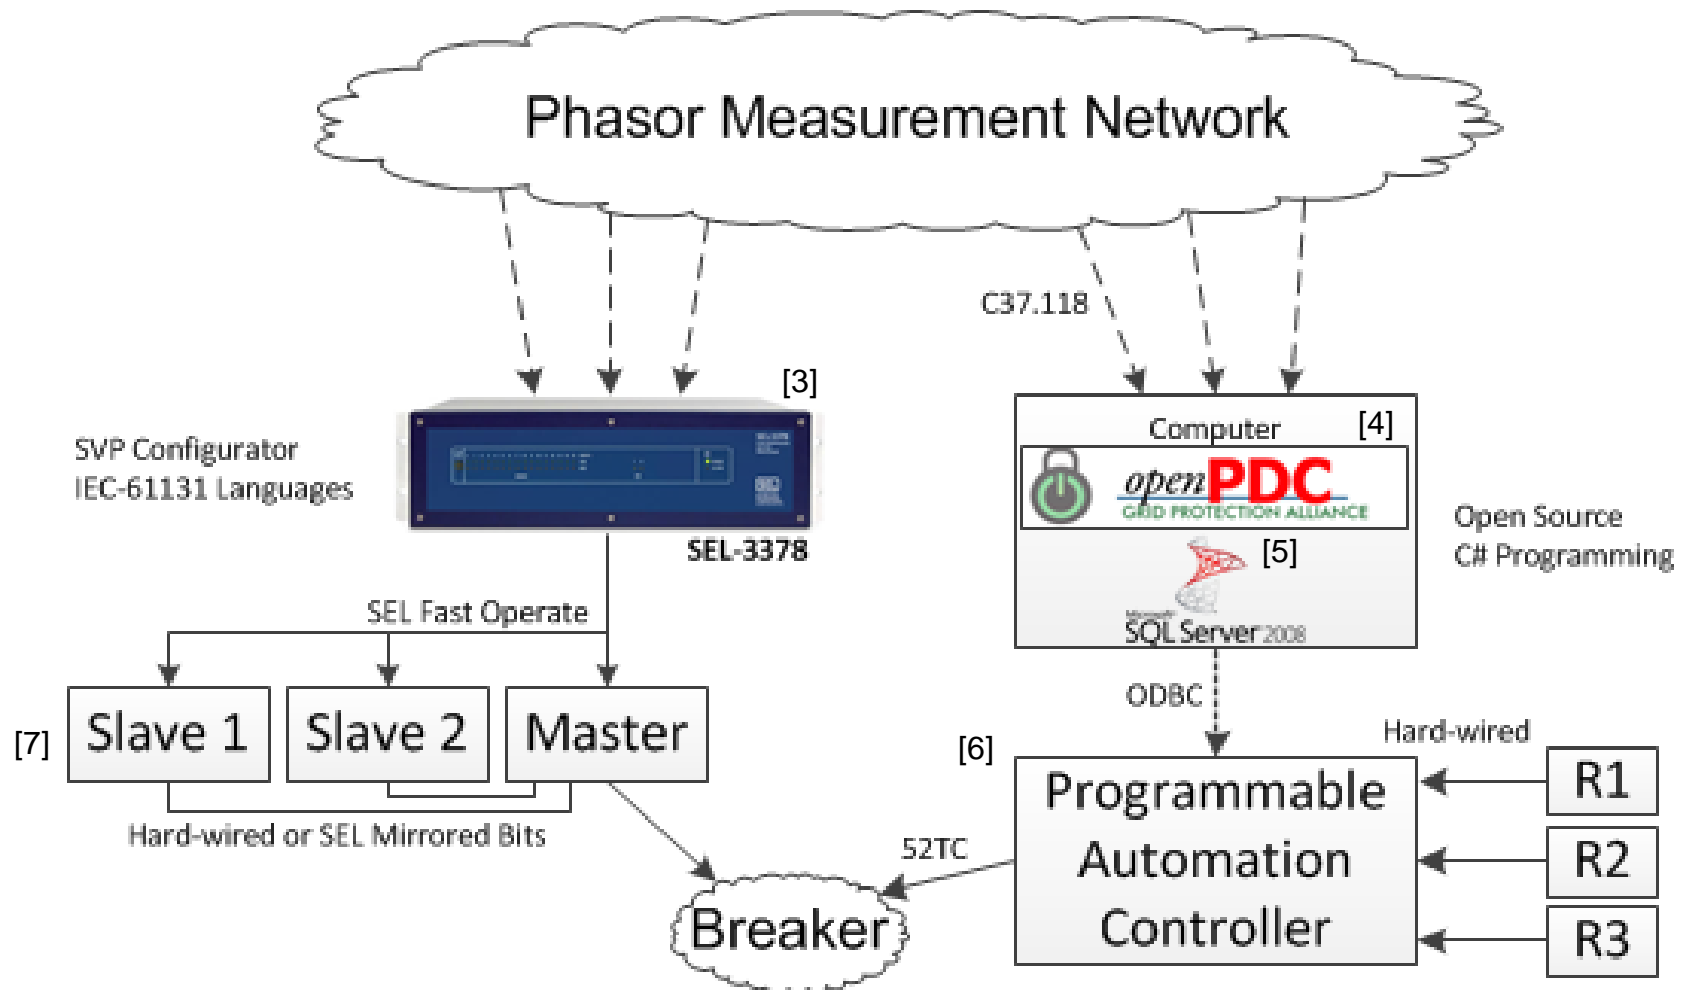 Phasor Measurement Network
C37.118
[3]
SVP Configurator
IEC-61131 Languages
SEL-3378
Computer
[4]
openPDC
GRID PROTECTION ALLIANCE
[5]
Microsoft
SQL Server 2008
Open Source
C# Programming
SEL Fast Operate
[7]
Slave 1
Slave 2
Master
Hard-wired or SEL Mirrored Bits
ODBC
[6]
Programmable
Automation
Controller
Hard-wired
R1
R2
R3
52TC
Breaker